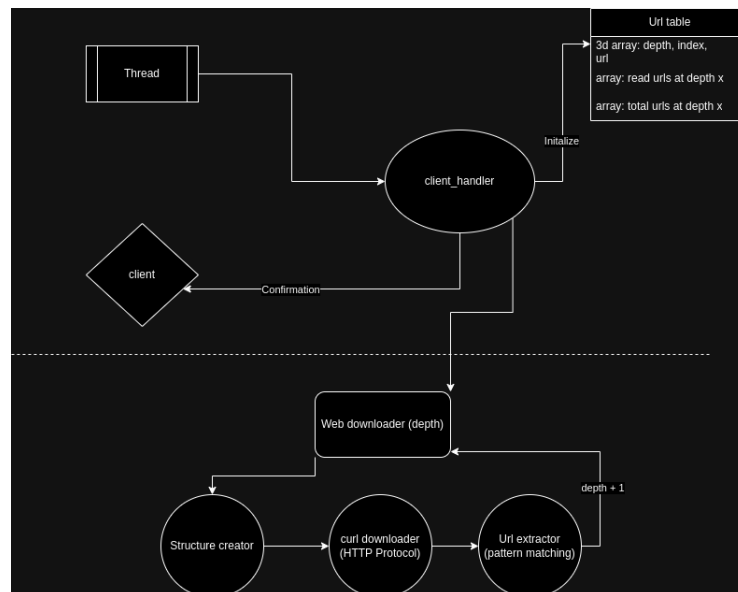 Url table
3d array: depth, index,
url
array: read urls at depth x
array: total urls at depth x
Thread
Initalize
client_handler
client
Confirmation
Web downloader (depth)
depth + 1
Structure creator
curl downloader
(HTTP Protocol)
Url extractor
(pattern matching)